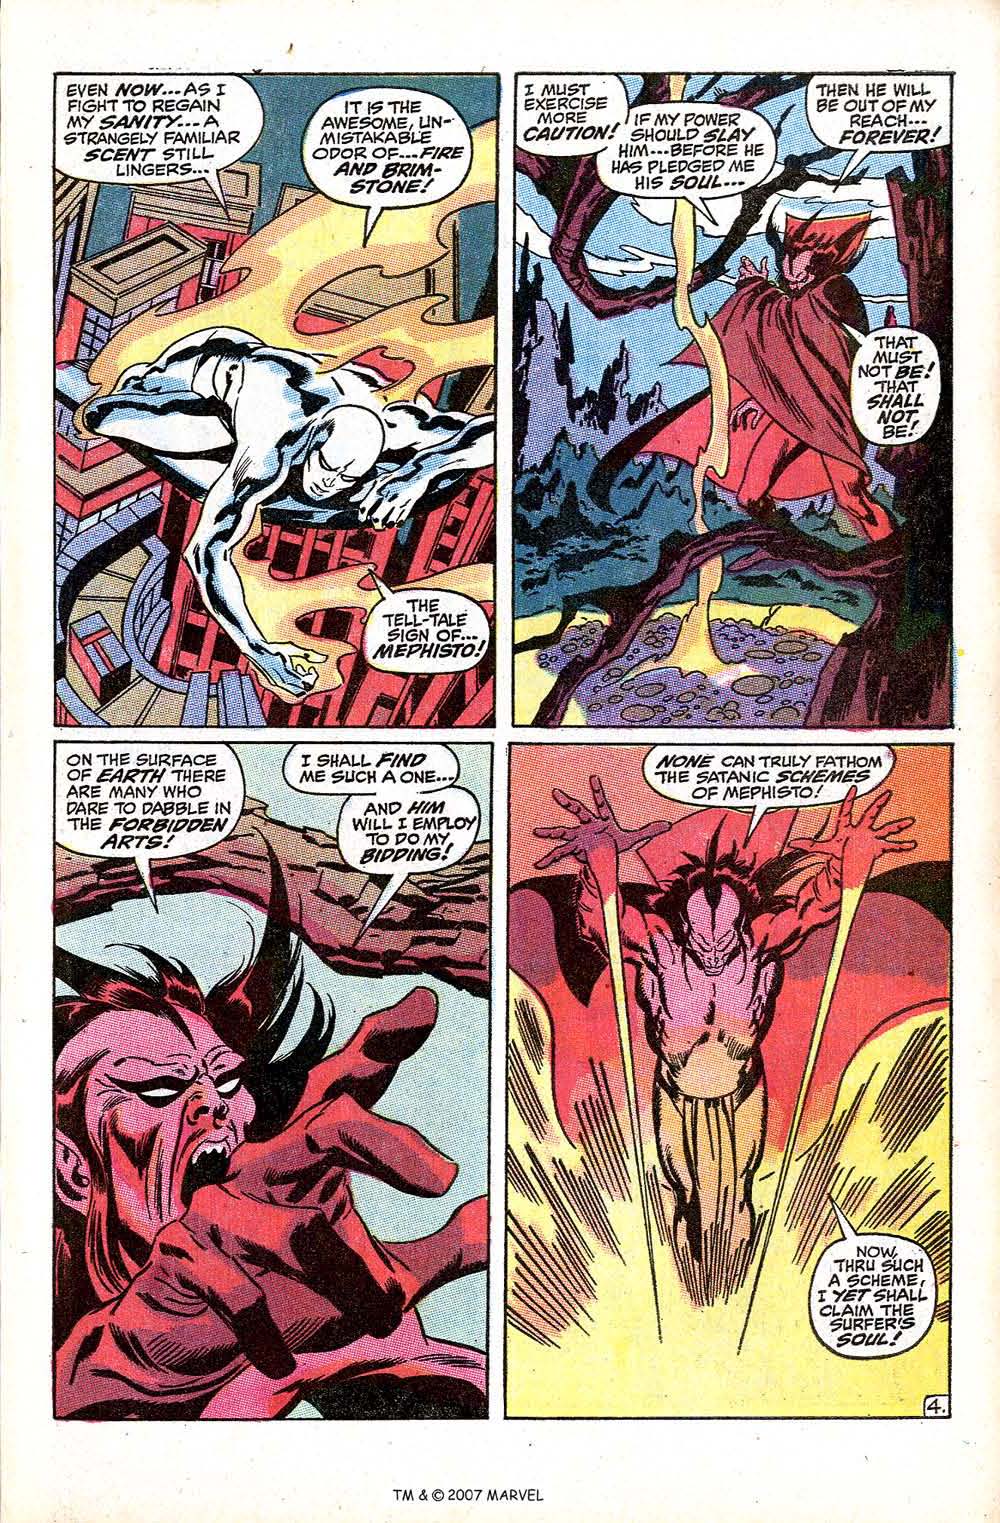 EVEN NOW...AS I
FIGHT TO REGAIN
MY SANITY...A
STRANGELY FAMILIAR
SCENT STILL
LINGERS...
IT IS THE
AWESOME, UN-
MISTAKABLE
ODOR OF...FIRE
AND BRIM-
STONE!
THE
TELL-TALE
SIGN OF...
MEPHISTO!
I MUST
EXERCISE
MORE
CAUTION!
IF MY POWER
SHOULD SLAY
HIM---BEFORE HE
HAS PLEDGED ME
HIS SOUL---
THEN HE WILL
BE OUT OF MY
REACH---
FOREVER!
THAT
MUST
NOT BE!
THAT
SHALL
NOT
BE!
ON THE SURFACE
OF EARTH THERE
ARE MANY WHO
DARE TO DABBLE IN
THE FORBIDDEN
ARTS!
I SHALL FIND
ME SUCH A ONE...
AND HIM
WILL I EMPLOY
TO DO MY
BIDDING!
NONE CAN TRULY FATHOM
THE SATANIC SCHEMES
OF MEPHISTO!
NOW,
THRU SUCH
A SCHEME,
I YET SHALL
CLAIM THE
SURFER'S
SOUL!
4.
TM & © 2007 MARVEL